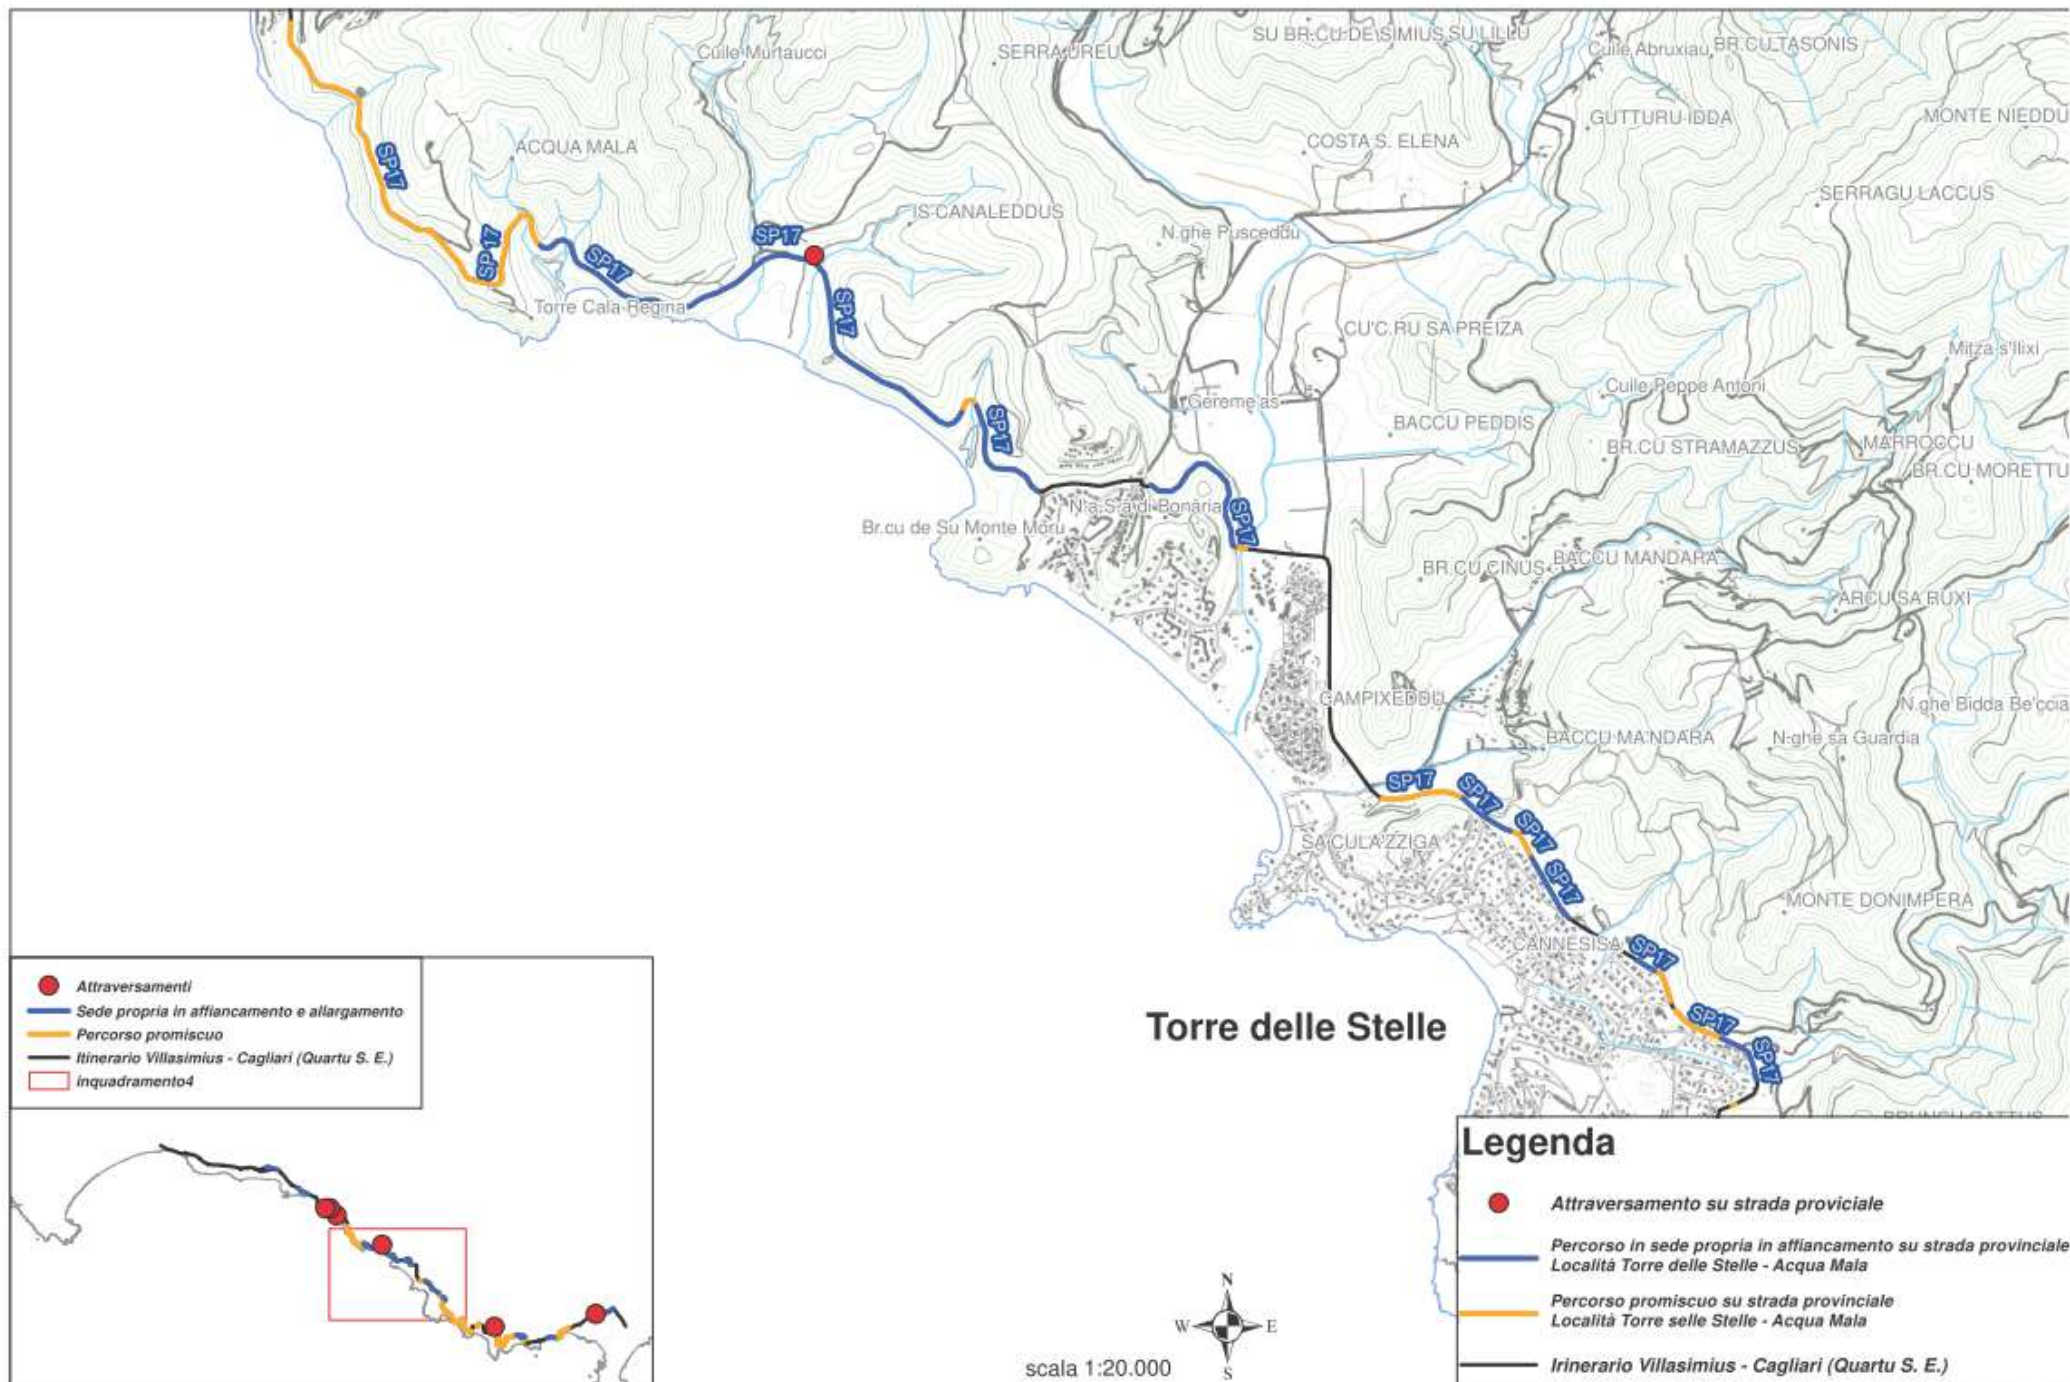 Cuile Murtaucci
SERRA UREU
SU BR.CU DE SIMIUS SU LILLU
Cuile Abruxiau
BR.CU TASONIS
GUTTURU IDDA
MONTE NIEDDU
ACQUA MALA
COSTA S. ELENA
SP17
SERRAGU LACCUS
IS CANALEDDUS
SP17
SP17
N.ghe Pusceddu
SP17
Torre Cala Regina
SP17
CU'C.RU SA PREIZA
Mitza s'Ilixi
Cuile Peppe Antoni
Gereme'as
BACCU PEDDIS
SP17
BR.CU STRAMAZZUS
MARROCCU
BR.CU MORETTU
N.a S.a di Bonaria
SP17
Br.cu de Su Monte Moru
BR.CU CINUS
BACCU MANDARA
ARCU SA RUXI
CAMPIXEDDU
N.ghe Bidda Be'ccia
BACCU MANDARA
N.ghe sa Guardia
SP17
SP17
SP17
SA CULAZZIGA
SP17
MONTE DONIMPERA
CANNESISA
SP17
SP17
SP17
Torre delle Stelle
Attraversamenti
Sede propria in affiancamento e allargamento
Percorso promiscuo
Itinerario Villasimius - Cagliari (Quartu S. E.)
inquadramento4
Legenda
Attraversamento su strada proviciale
Percorso in sede propria in affiancamento su strada provinciale
Località Torre delle Stelle - Acqua Mala
Percorso promiscuo su strada provinciale
Località Torre selle Stelle - Acqua Mala
Irinerario Villasimius - Cagliari (Quartu S. E.)
N
W
E
S
scala 1:20.000